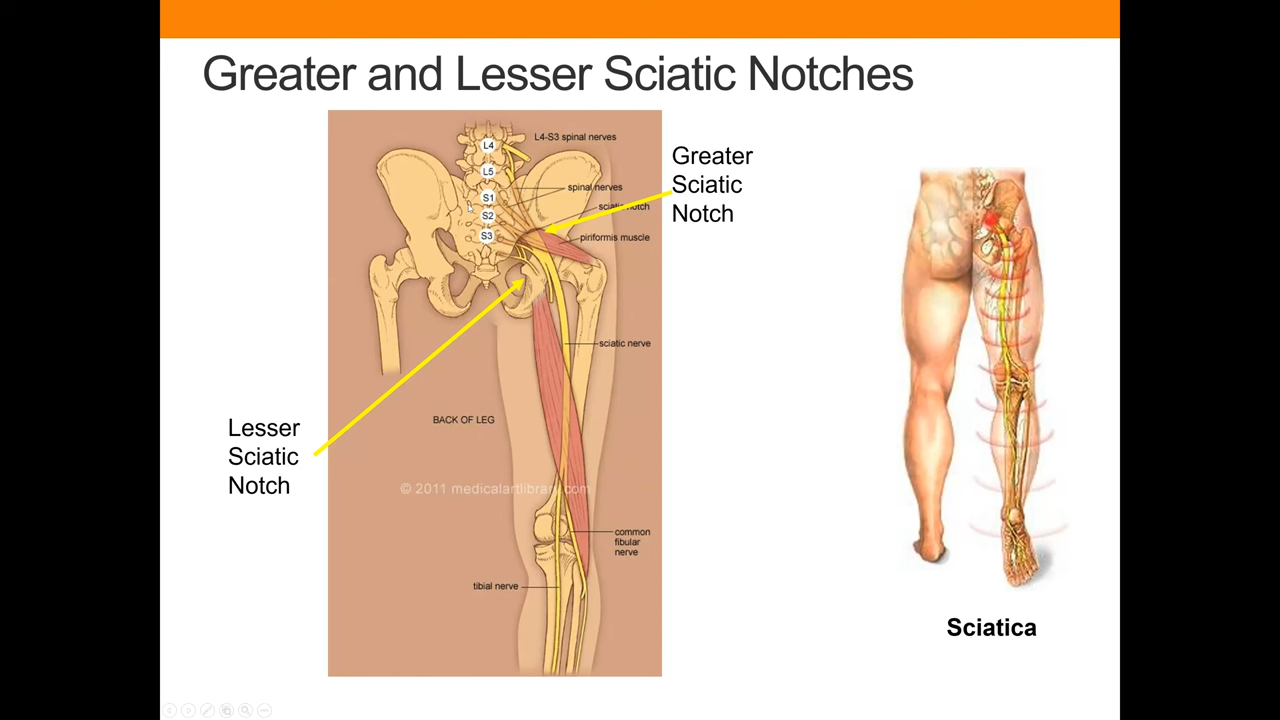 Greater and Lesser Sciatic Notches
L4-S3 spinal nerves
L4
L5
S1
S2
S3
spinal nerves
sciatic notch
piriformis muscle
Greater
Sciatic
Notch
sciatic nerve
Lesser
Sciatic
Notch
BACK OF LEG
© 2011 medicalartlibrary.com
common
fibular
nerve
tibial nerve
Sciatica